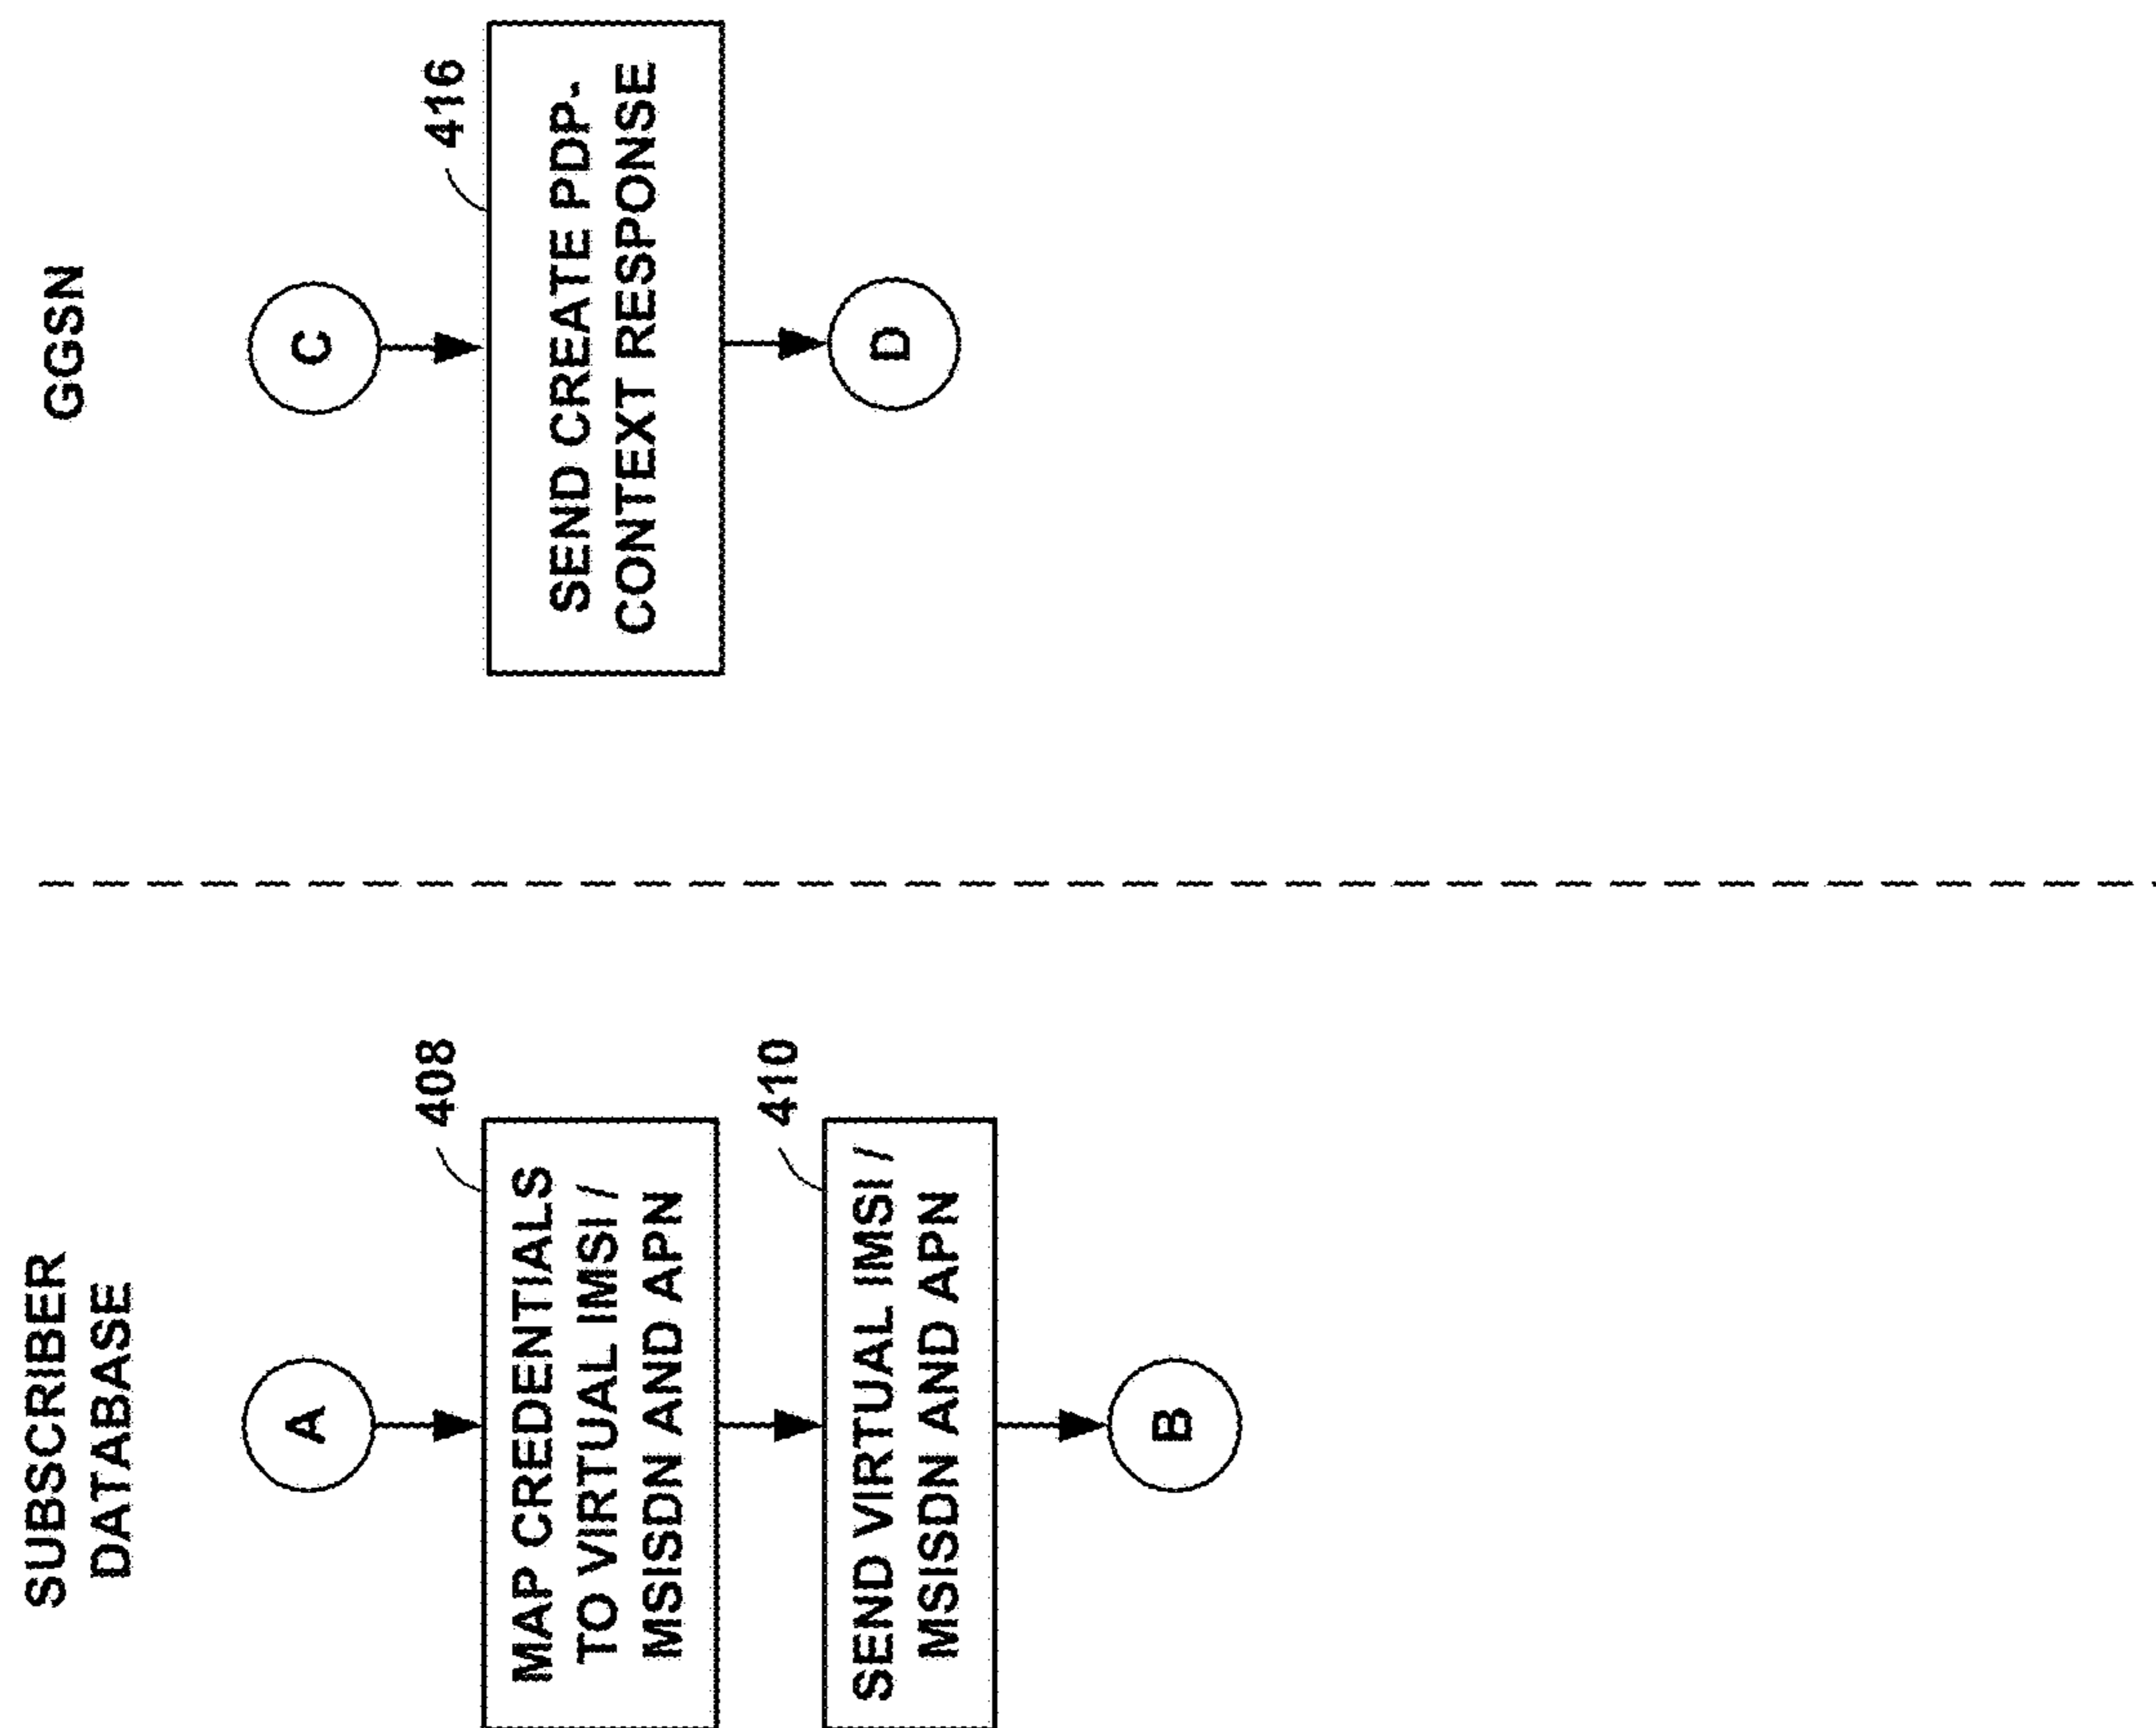 SUBSCRIBER
DATABASE
A
408
MAP CREDENTIALS
TO VIRTUAL IMSI /
MSISDN AND APN
410
SEND VIRTUAL IMSI /
MSISDN AND APN
B
GGSN
C
416
SEND CREATE PDP-
CONTEXT RESPONSE
D